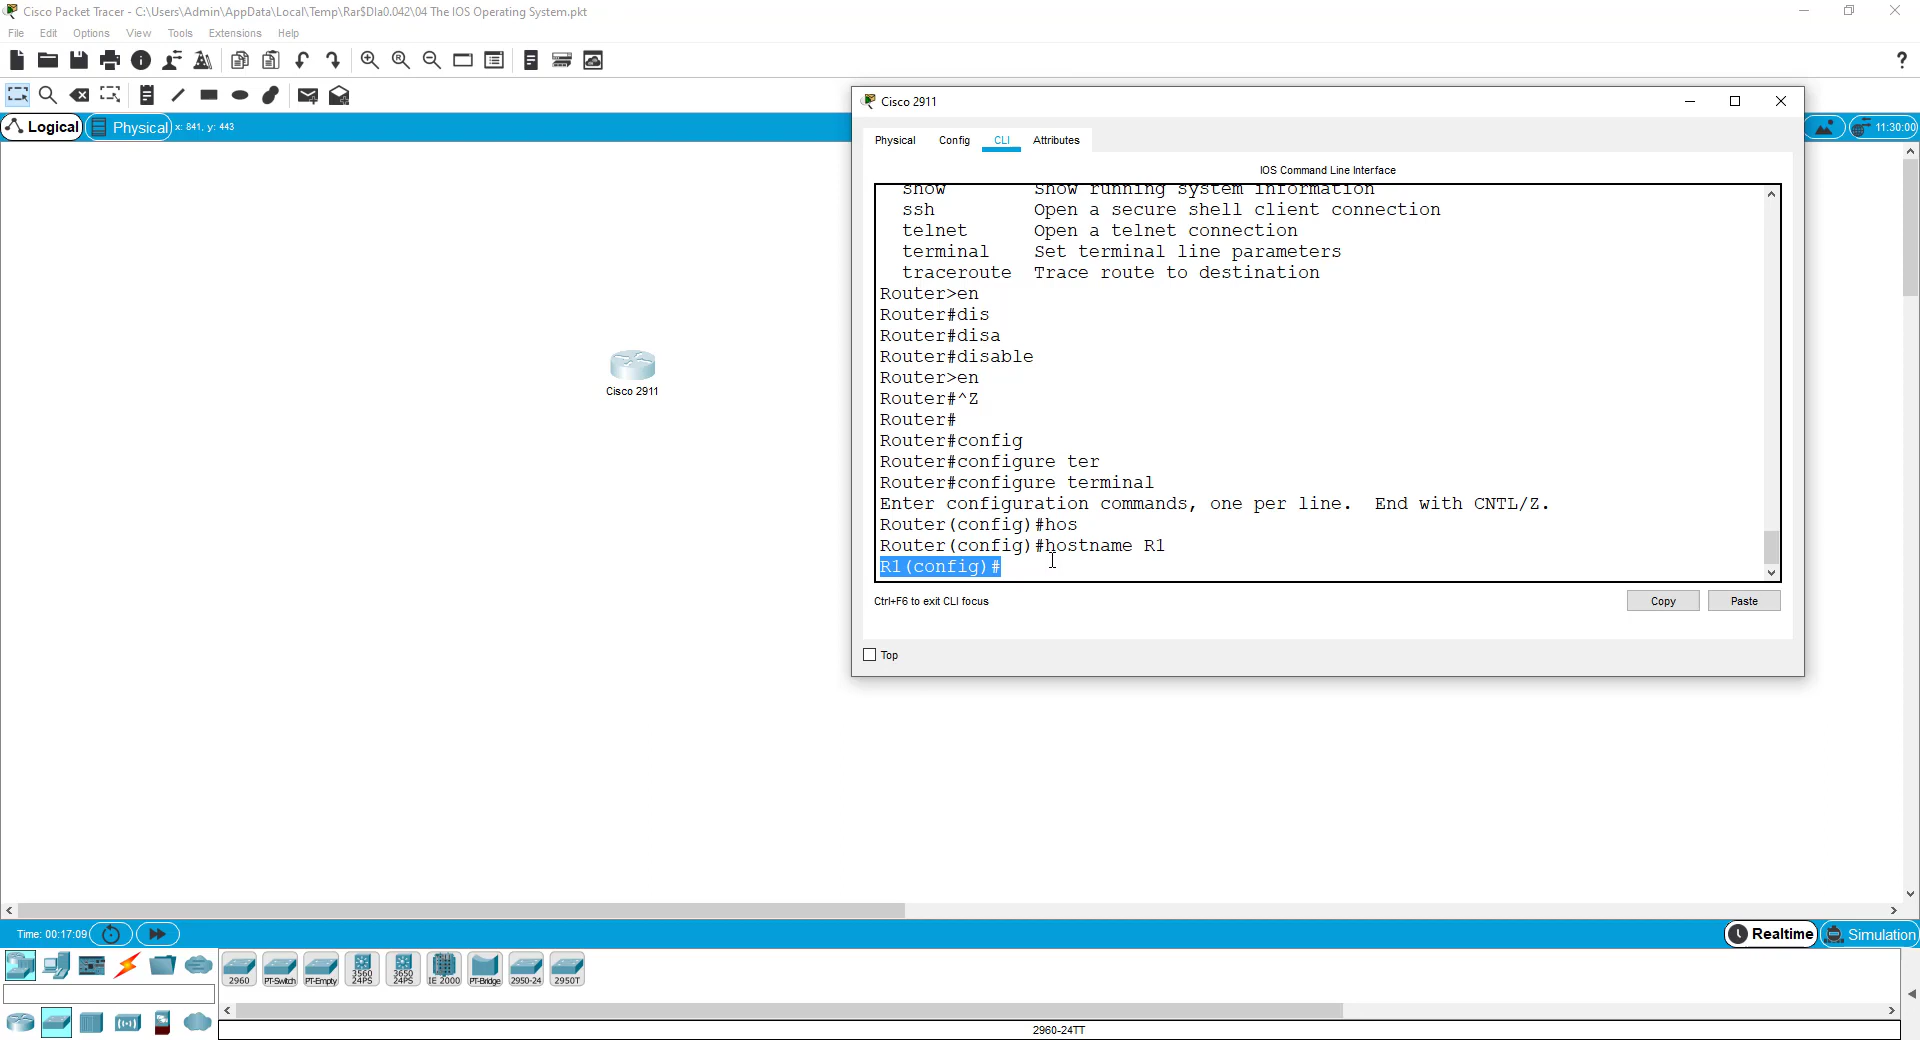 Cisco Packet Tracer - C:\Users\Admin\AppData\Local\Temp\Rar$DIa0.042\04 The IOS Operating System.pkt
File Edit Options View Tools Extensions Help
Logical Physical x: 841, y: 443
11:30:00
Cisco 2911
Cisco 2911
Physical Config CLI Attributes
IOS Command Line Interface
show Show running system information
ssh Open a secure shell client connection
telnet Open a telnet connection
terminal Set terminal line parameters
traceroute Trace route to destination
Router>en
Router#dis
Router#disa
Router#disable
Router>en
Router#^Z
Router#
Router#config
Router#configure ter
Router#configure terminal
Enter configuration commands, one per line. End with CNTL/Z.
Router(config)#hos
Router(config)#hostname R1
R1(config)#
Ctrl+F6 to exit CLI focus
Copy Paste
Top
Time: 00:17:09
Realtime Simulation
2960 PT-Switch PT-Empty 3560 24PS 3650 24PS IE 2000 PT-Bridge 2950-24 2950T
2960-24TT